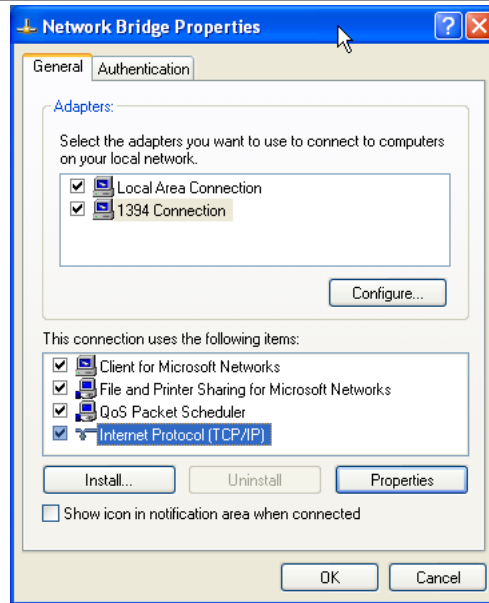 Network Bridge Properties
General
Authentication
Adapters:
Select the adapters you want to use to connect to computers
on your local network.
Local Area Connection
1394 Connection
Configure...
This connection uses the following items:
Client for Microsoft Networks
File and Printer Sharing for Microsoft Networks
QoS Packet Scheduler
Internet Protocol (TCP/IP)
Install...
Uninstall
Properties
Show icon in notification area when connected
OK
Cancel